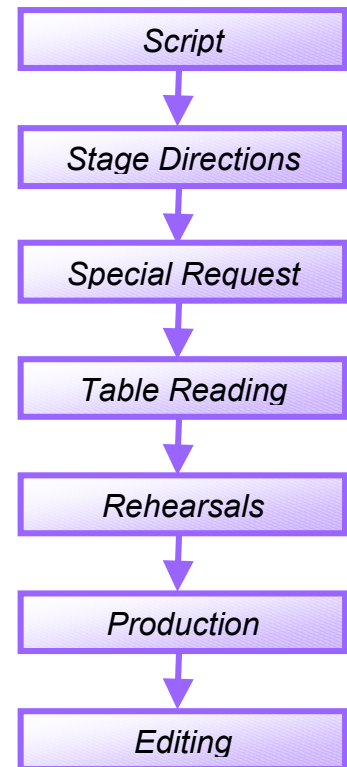 Script
Stage Directions
Special Request
Table Reading
Rehearsals
Production
Editing